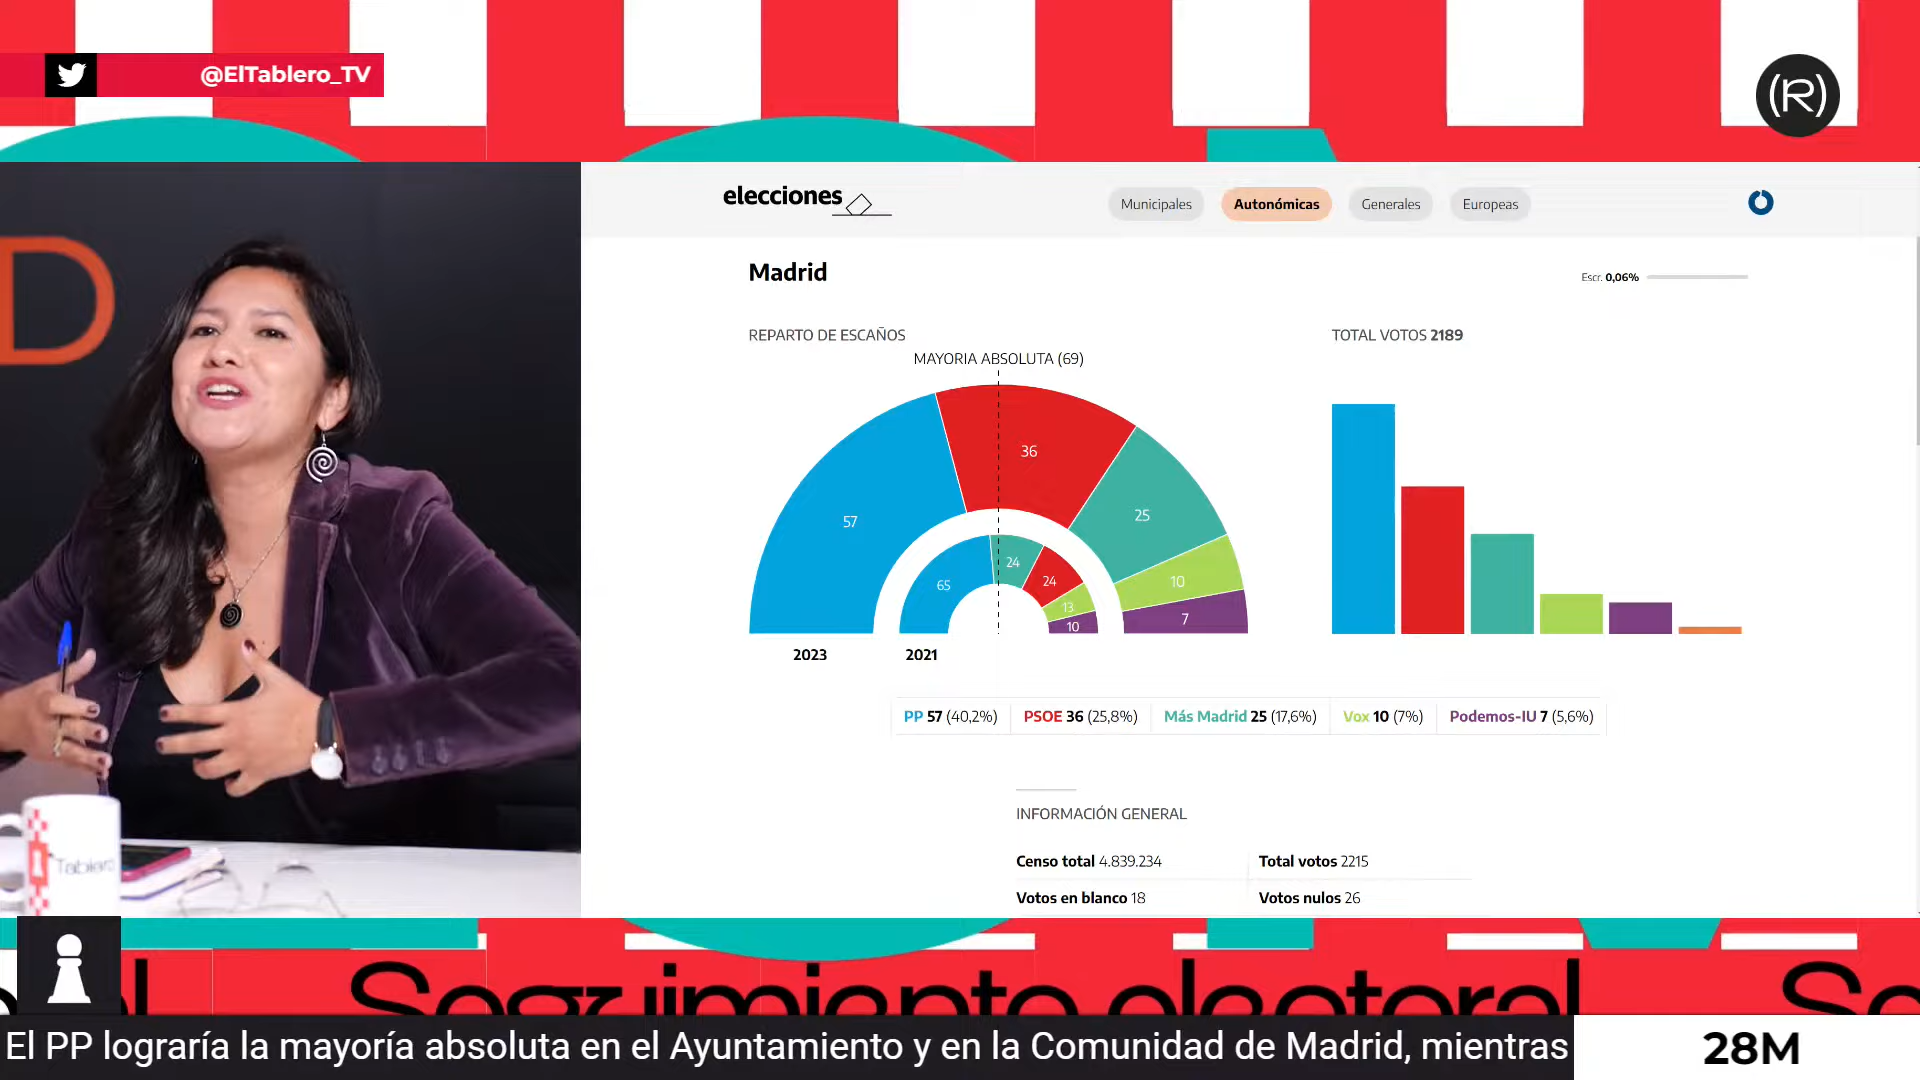 @ElTablero_TV
(R)
D
elecciones
Municipales
Autonómicas
Generales
Europeas
Madrid
Escr. 0,06%
REPARTO DE ESCAÑOS
MAYORIA ABSOLUTA (69)
TOTAL VOTOS 2189
57
36
25
10
7
65
24
24
13
10
2023
2021
PP 57 (40,2%)
PSOE 36 (25,8%)
Más Madrid 25 (17,6%)
Vox 10 (7%)
Podemos-IU 7 (5,6%)
INFORMACIÓN GENERAL
Censo total 4.839.234
Total votos 2215
Votos en blanco 18
Votos nulos 26
Tablero
Seguimiento electoral
El PP lograría la mayoría absoluta en el Ayuntamiento y en la Comunidad de Madrid, mientras
28M